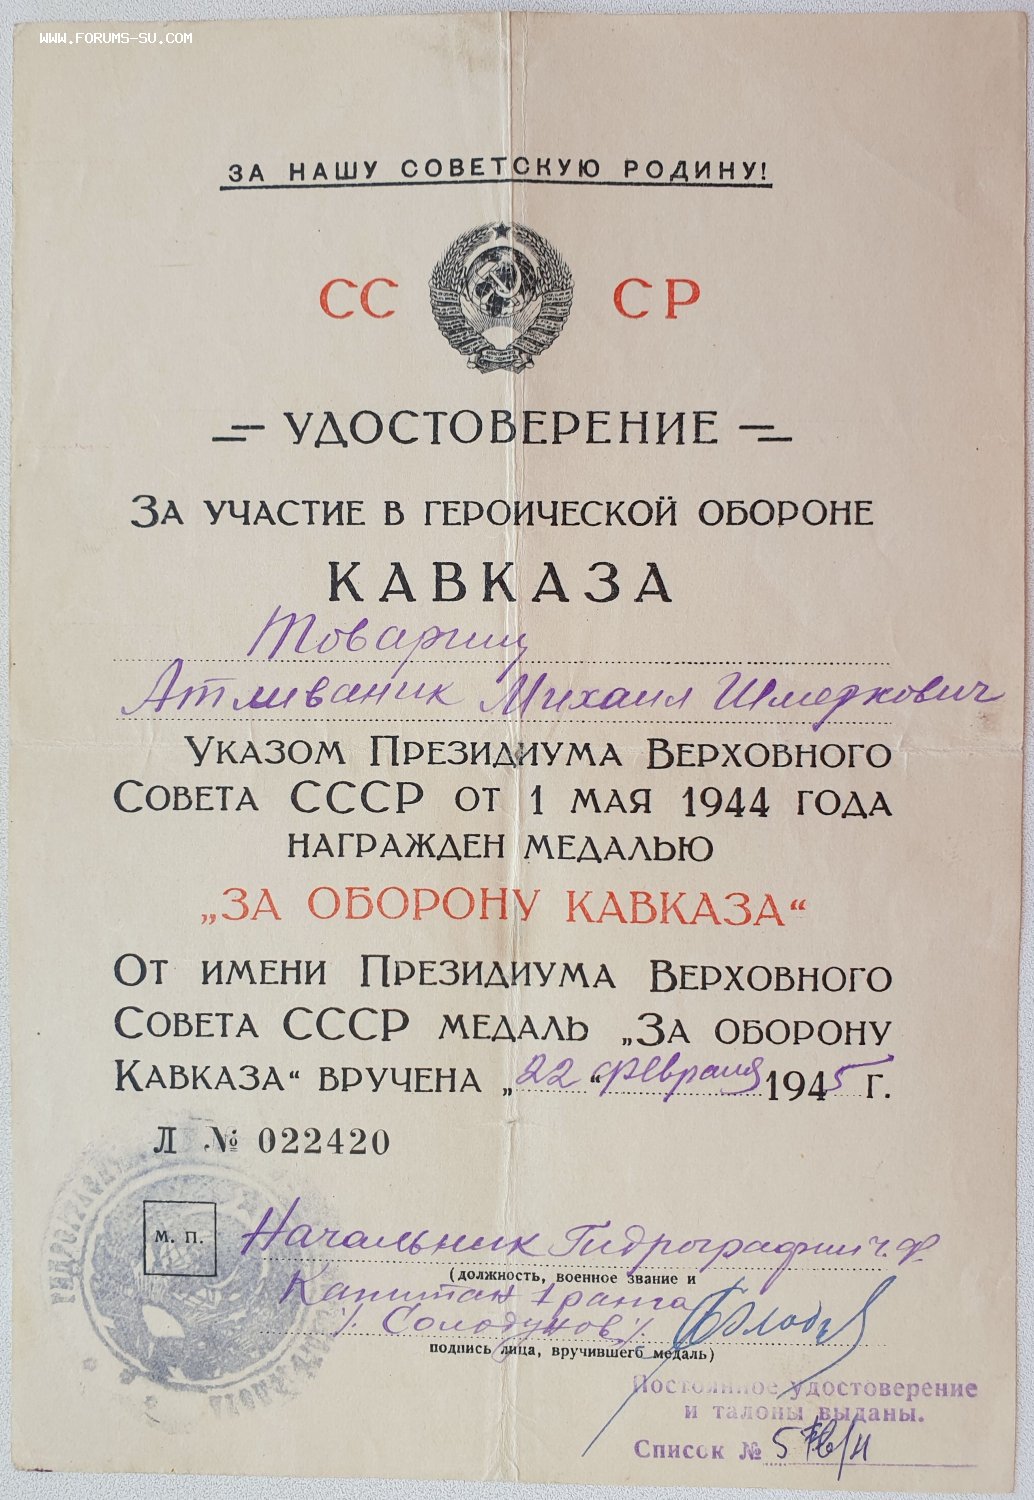 WWW.FORUMS-SU.COM
ЗА НАШУ СОВЕТСКУЮ РОДИНУ!
СС СР
УДОСТОВЕРЕНИЕ
ЗА УЧАСТИЕ В ГЕРОИЧЕСКОЙ ОБОРОНЕ
КАВКАЗА
Товарищ
Атливаник Михаил Шмедкович
УКАЗОМ ПРЕЗИДИУМА ВЕРХОВНОГО
СОВЕТА СССР ОТ 1 МАЯ 1944 ГОДА
НАГРАЖДЕН МЕДАЛЬЮ
„ЗА ОБОРОНУ КАВКАЗА“
ОТ ИМЕНИ ПРЕЗИДИУМА ВЕРХОВНОГО
СОВЕТА СССР МЕДАЛЬ „ЗА ОБОРОНУ
КАВКАЗА“ ВРУЧЕНА „22“ февраля 1945 г.
Л № 022420
М. П.
Начальник Гидрографии ч. ф.
(должность, военное звание и
Капитан 1 ранга
/. Солодунов /.
подпись лица, вручившего медаль)
Постоянное удостоверение
и талоны выданы.
Список № 5